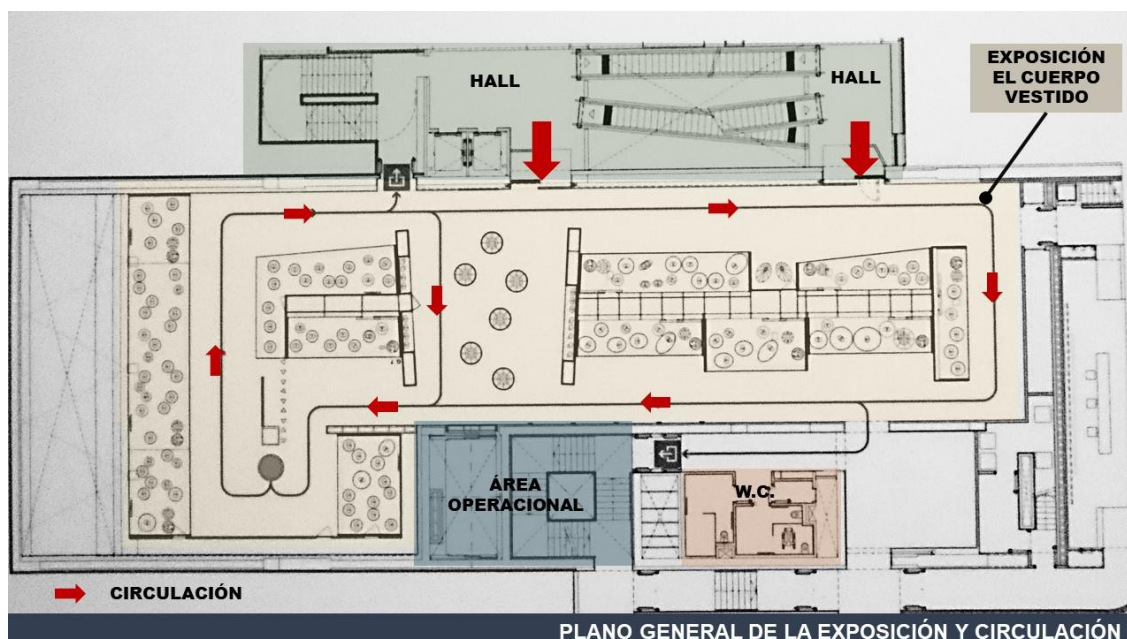 HALL
HALL
EXPOSICIÓN
EL CUERPO
VESTIDO
ÁREA
OPERACIONAL
W.C.
CIRCULACIÓN
PLANO GENERAL DE LA EXPOSICIÓN Y CIRCULACIÓN